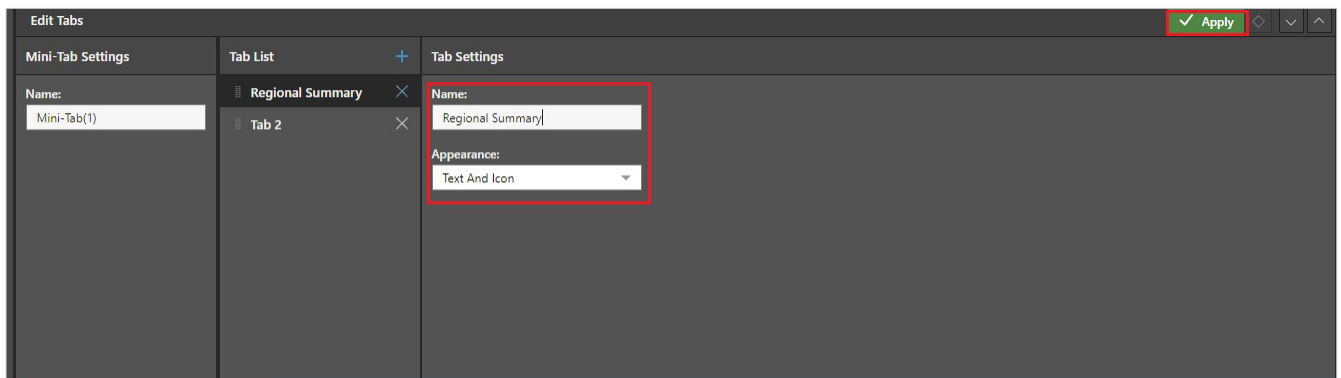 Edit Tabs
Apply
Mini-Tab Settings
Tab List
Tab Settings
Name:
Mini-Tab(1)
Regional Summary
Tab 2
Name:
Regional Summary
Appearance:
Text And Icon